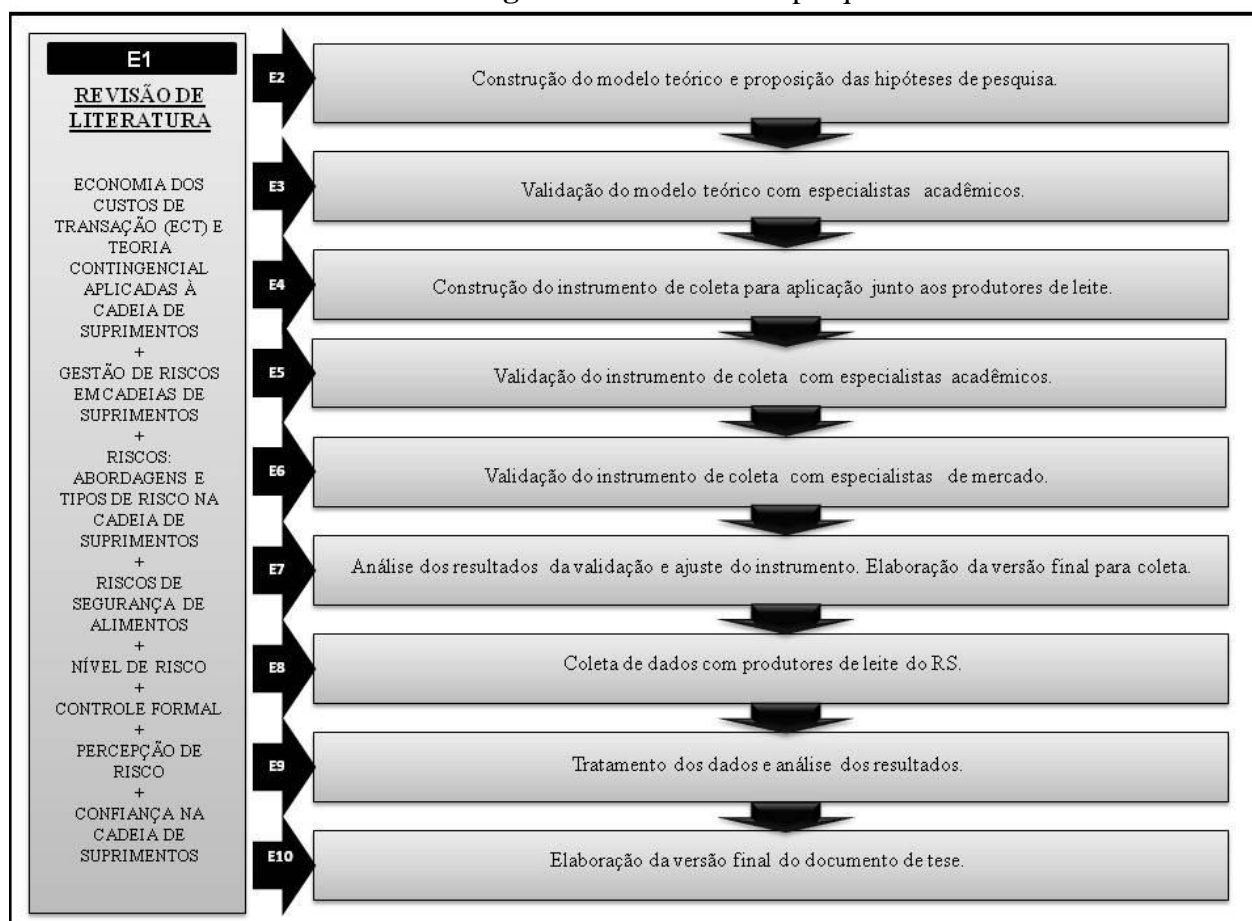 E1
REVISÃO DE
LITERATURA
ECONOMIA DOS
CUSTOS DE
TRANSAÇÃO (ECT) E
TEORIA
CONTINGENCIAL
APLICADAS À
CADEIA DE
SUPRIMENTOS
+
GESTÃO DE RISCOS
EM CADEIAS DE
SUPRIMENTOS
+
RISCOS:
ABORDAGENS E
TIPOS DE RISCO NA
CADEIA DE
SUPRIMENTOS
+
RISCOS DE
SEGURANÇA DE
ALIMENTOS
+
NÍVEL DE RISCO
+
CONTROLE FORMAL
+
PERCEPÇÃO DE
RISCO
+
CONFIANÇA NA
CADEIA DE
SUPRIMENTOS
E2
Construção do modelo teórico e proposição das hipóteses de pesquisa.
E3
Validação do modelo teórico com especialistas acadêmicos.
E4
Construção do instrumento de coleta para aplicação junto aos produtores de leite.
E5
Validação do instrumento de coleta com especialistas acadêmicos.
E6
Validação do instrumento de coleta com especialistas de mercado.
E7
Análise dos resultados da validação e ajuste do instrumento. Elaboração da versão final para coleta.
E8
Coleta de dados com produtores de leite do RS.
E9
Tratamento dos dados e análise dos resultados.
E10
Elaboração da versão final do documento de tese.